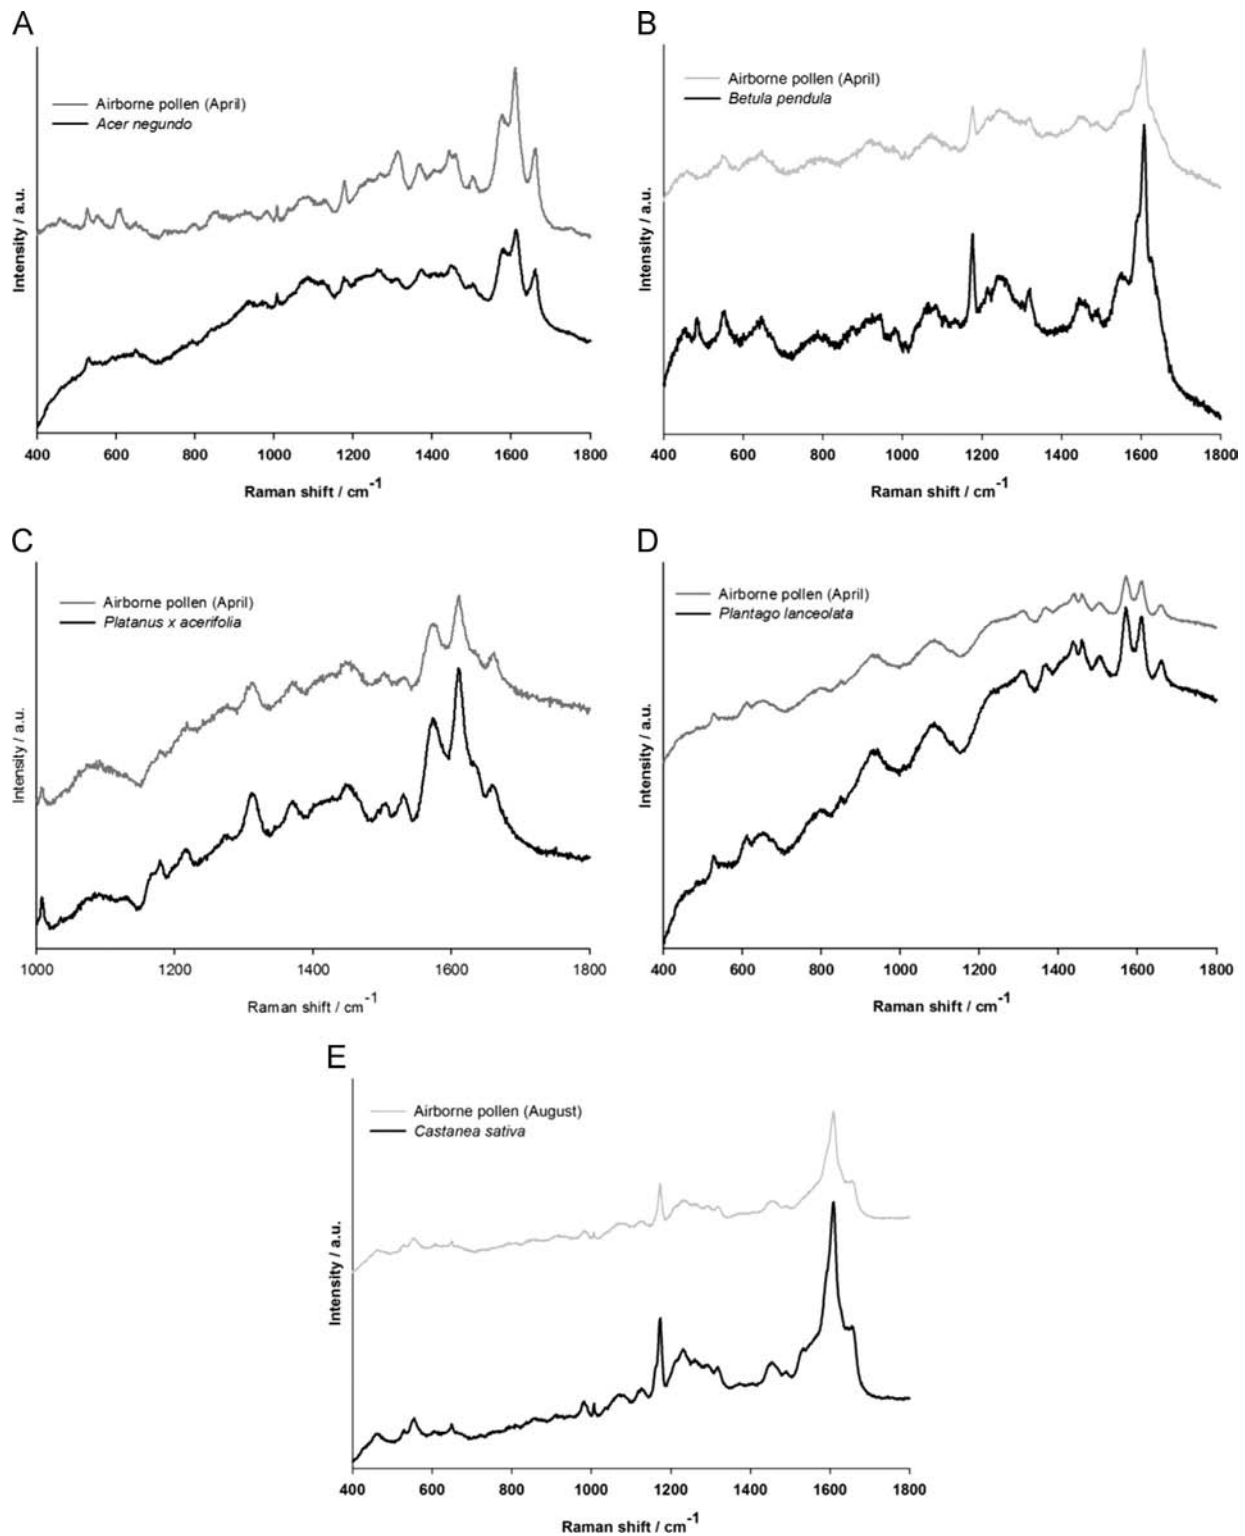 A
Airborne pollen (April)
Acer negundo
Intensity / a.u.
400 600 800 1000 1200 1400 1600 1800
Raman shift / cm-1
B
Airborne pollen (April)
Betula pendula
Intensity / a.u.
400 600 800 1000 1200 1400 1600 1800
Raman shift / cm-1
C
Airborne pollen (April)
Platanus x acerifolia
Intensity / a.u.
1000 1200 1400 1600 1800
Raman shift / cm-1
D
Airborne pollen (April)
Plantago lanceolata
Intensity / a.u.
400 600 800 1000 1200 1400 1600 1800
Raman shift / cm-1
E
Airborne pollen (August)
Castanea sativa
Intensity / a.u.
400 600 800 1000 1200 1400 1600 1800
Raman shift / cm-1